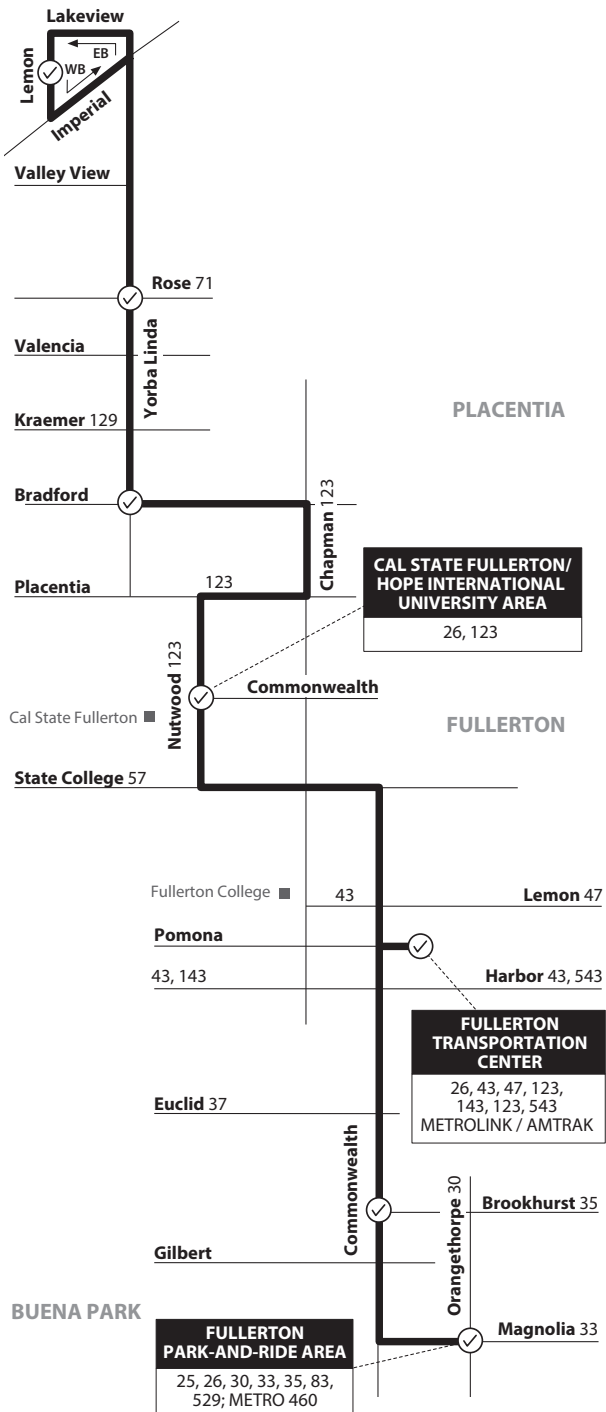 Lakeview
EB
WB
Lemon
Imperial
Valley View
Rose 71
Yorba Linda
Valencia
PLACENTIA
Kraemer 129
Bradford
Chapman 123
CAL STATE FULLERTON/
HOPE INTERNATIONAL
UNIVERSITY AREA
26, 123
Placentia
123
Nutwood 123
Commonwealth
Cal State Fullerton
FULLERTON
State College 57
Fullerton College
43
Lemon 47
Pomona
43, 143
Harbor 43, 543
FULLERTON
TRANSPORTATION
CENTER
26, 43, 47, 123,
143, 123, 543
METROLINK / AMTRAK
Euclid 37
Commonwealth
Orangethorpe 30
Brookhurst 35
Gilbert
BUENA PARK
Magnolia 33
FULLERTON
PARK-AND-RIDE AREA
25, 26, 30, 33, 35, 83,
529; METRO 460